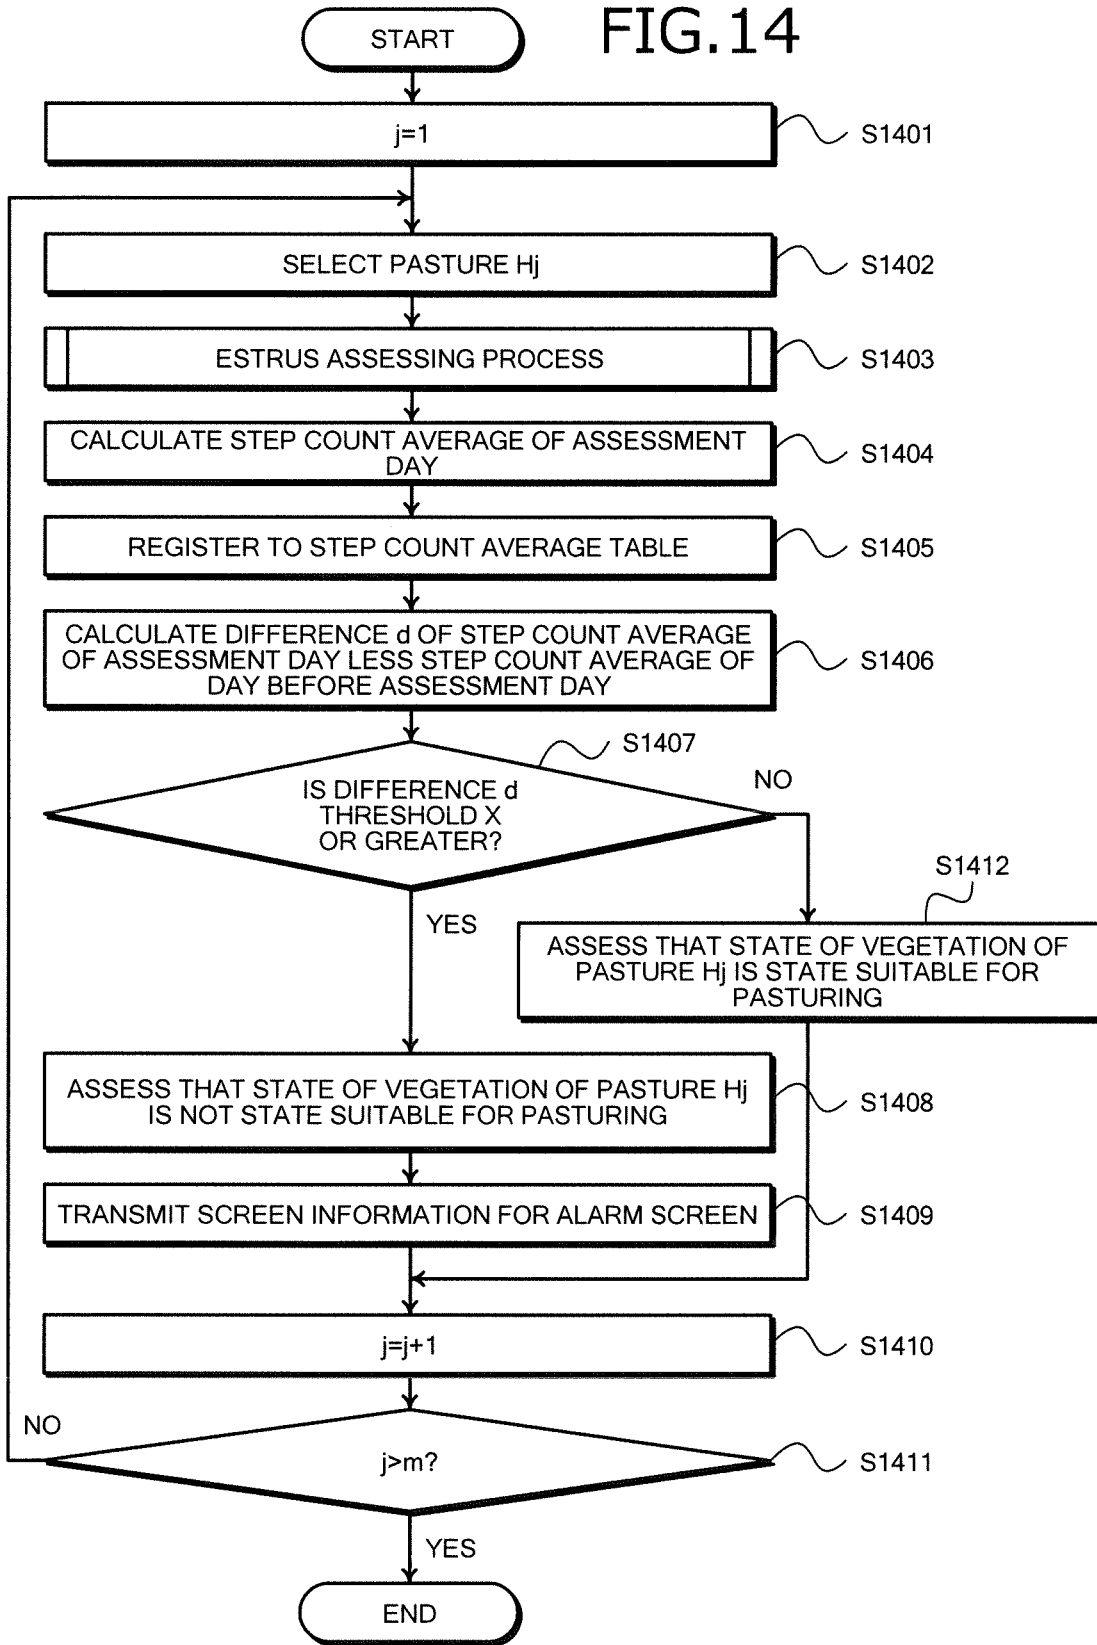 FIG.14
START
j=1
S1401
SELECT PASTURE Hj
S1402
ESTRUS ASSESSING PROCESS
S1403
CALCULATE STEP COUNT AVERAGE OF ASSESSMENT
DAY
S1404
REGISTER TO STEP COUNT AVERAGE TABLE
S1405
CALCULATE DIFFERENCE d OF STEP COUNT AVERAGE
OF ASSESSMENT DAY LESS STEP COUNT AVERAGE OF
DAY BEFORE ASSESSMENT DAY
S1406
S1407
IS DIFFERENCE d
THRESHOLD X
OR GREATER?
NO
YES
S1412
ASSESS THAT STATE OF VEGETATION OF
PASTURE Hj IS STATE SUITABLE FOR
PASTURING
ASSESS THAT STATE OF VEGETATION OF PASTURE Hj
IS NOT STATE SUITABLE FOR PASTURING
S1408
TRANSMIT SCREEN INFORMATION FOR ALARM SCREEN
S1409
j=j+1
S1410
NO
j>m?
S1411
YES
END